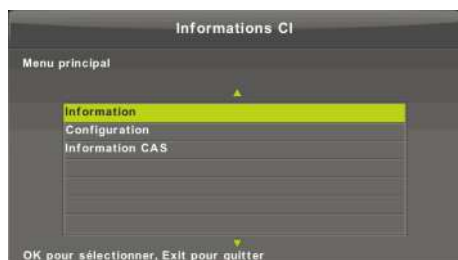 Informations CI
Menu principal
Information
Configuration
Information CAS
OK pour sélectionner, Exit pour quitter